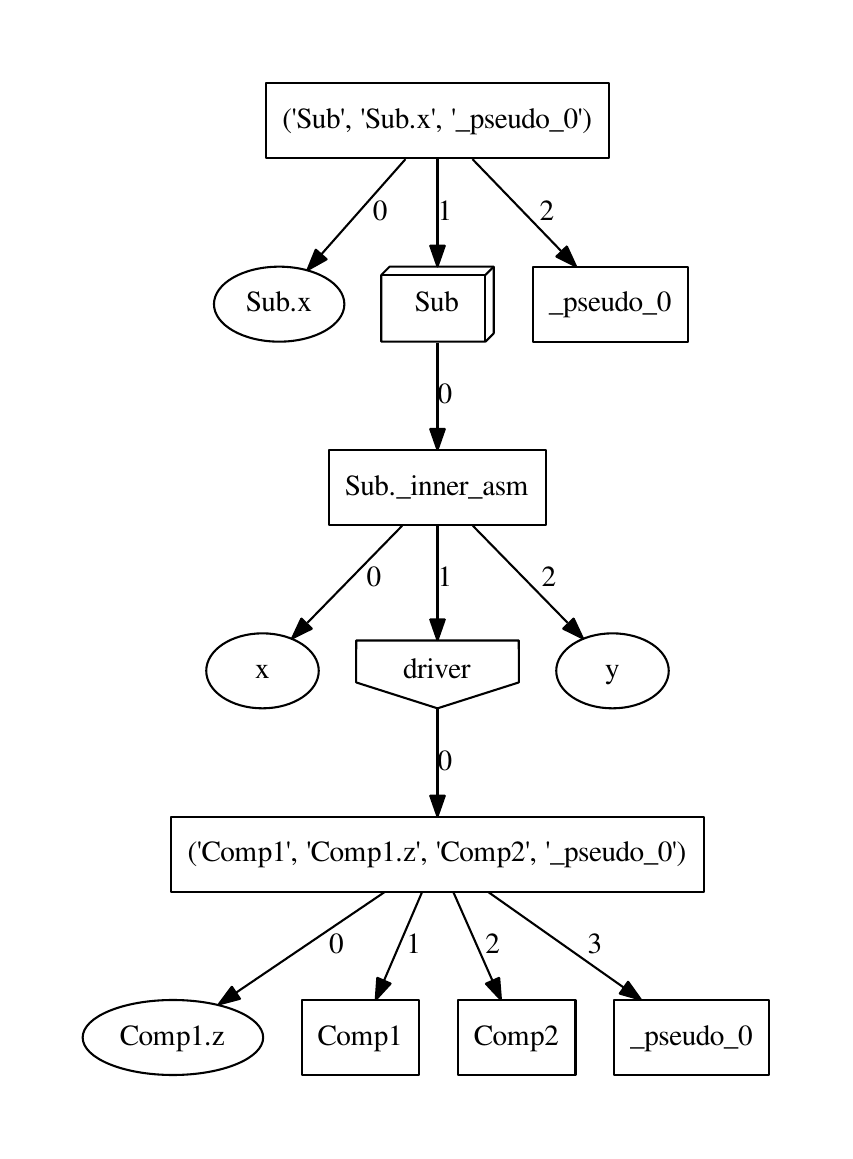 ('Sub', 'Sub.x', '_pseudo_0')
0
1
2
Sub.x
Sub
_pseudo_0
0
Sub._inner_asm
0
1
2
x
driver
y
0
('Comp1', 'Comp1.z', 'Comp2', '_pseudo_0')
0
1
2
3
Comp1.z
Comp1
Comp2
_pseudo_0